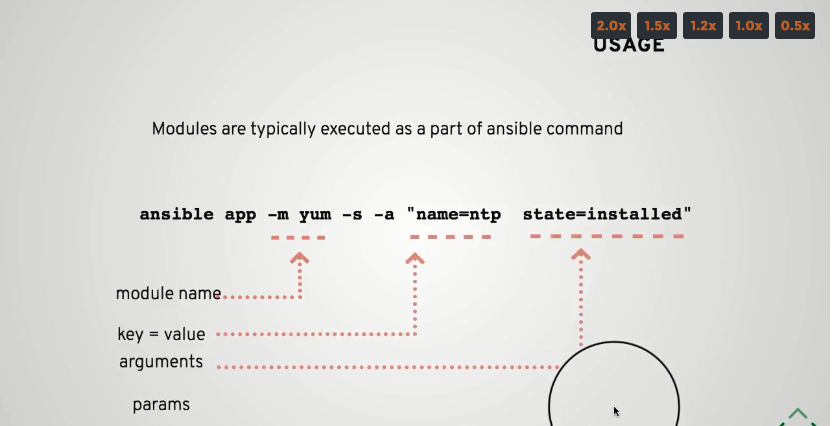 2.0x 1.5x 1.2x 1.0x 0.5x
USAGE
Modules are typically executed as a part of ansible command
ansible app -m yum -s -a "name=ntp  state=installed"
module name
key = value
arguments
params